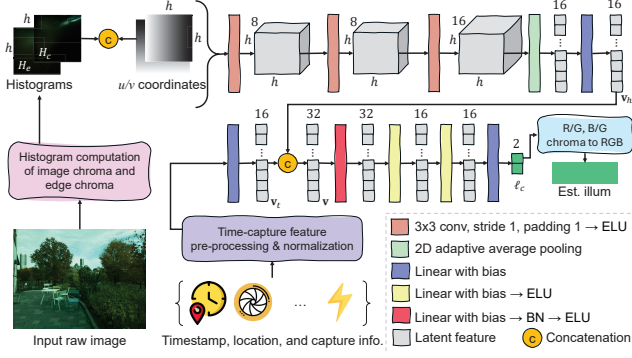 h
h
H_c
H_e
Histograms
C
h
h
u/v coordinates
8
h
h
8
h
h
16
h
h
16
16
v_h
Histogram computation
of image chroma and
edge chroma
Input raw image
16
v_t
C
32
v
32
16
16
2
ℓ_c
R/G, B/G
chroma to RGB
Est. illum
Time-capture feature
pre-processing & normalization
...
Timestamp, location, and capture info.
3x3 conv, stride 1, padding 1 → ELU
2D adaptive average pooling
Linear with bias
Linear with bias → ELU
Linear with bias → BN → ELU
Latent feature
C Concatenation